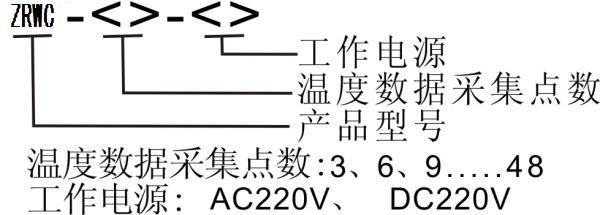 ZRWC-<>-<>
工作电源
温度数据采集点数
产品型号
温度数据采集点数:3、6、9.....48
工作电源: AC220V、 DC220V